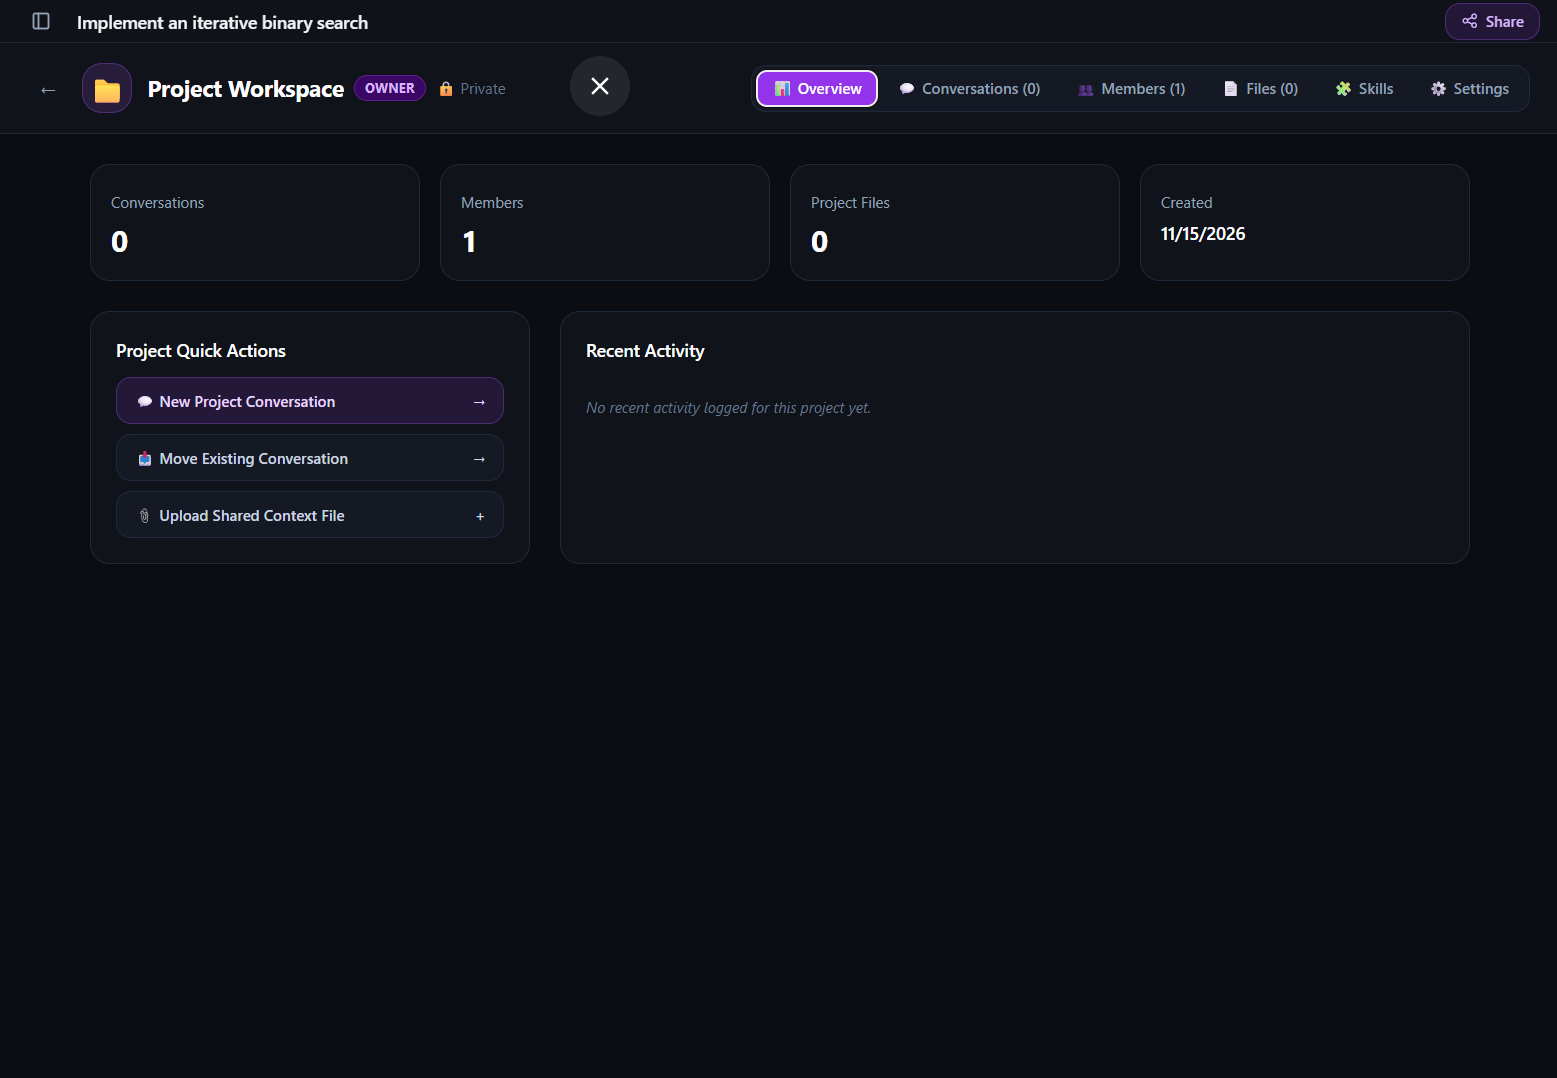 Implement an iterative binary search
Share
← Project Workspace OWNER Private
Overview
Conversations (0)
Members (1)
Files (0)
Skills
Settings
Conversations
0
Members
1
Project Files
0
Created
11/15/2026
Project Quick Actions
New Project Conversation →
Move Existing Conversation →
Upload Shared Context File +
Recent Activity
No recent activity logged for this project yet.